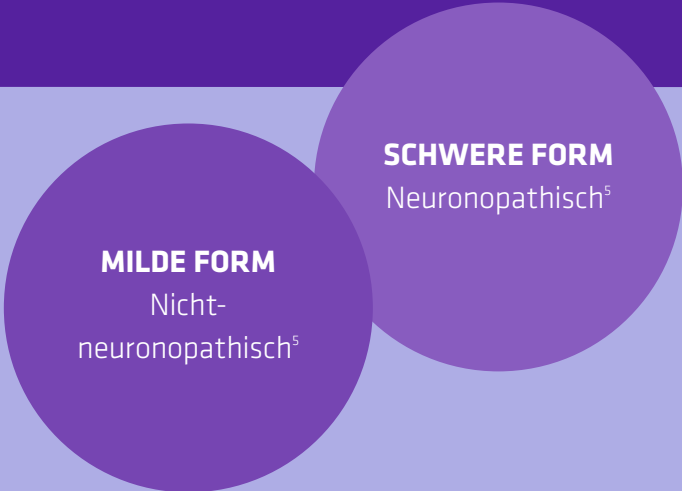 SCHWERE FORM
Neuronopathisch⁵
MILDE FORM
Nicht-
neuronopathisch⁵